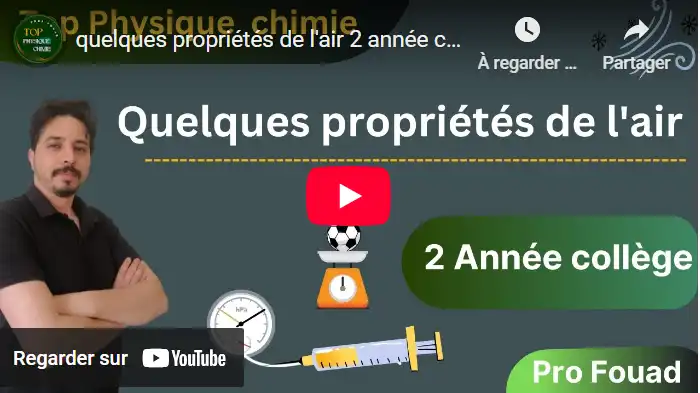 Top Physique chimie
TOP
PHYSIQUE
CHIMIE
quelques propriétés de l'air 2 année c...
À regarder ...
Partager
Quelques propriétés de l'air
2 Année collège
Regarder sur YouTube
Pro Fouad